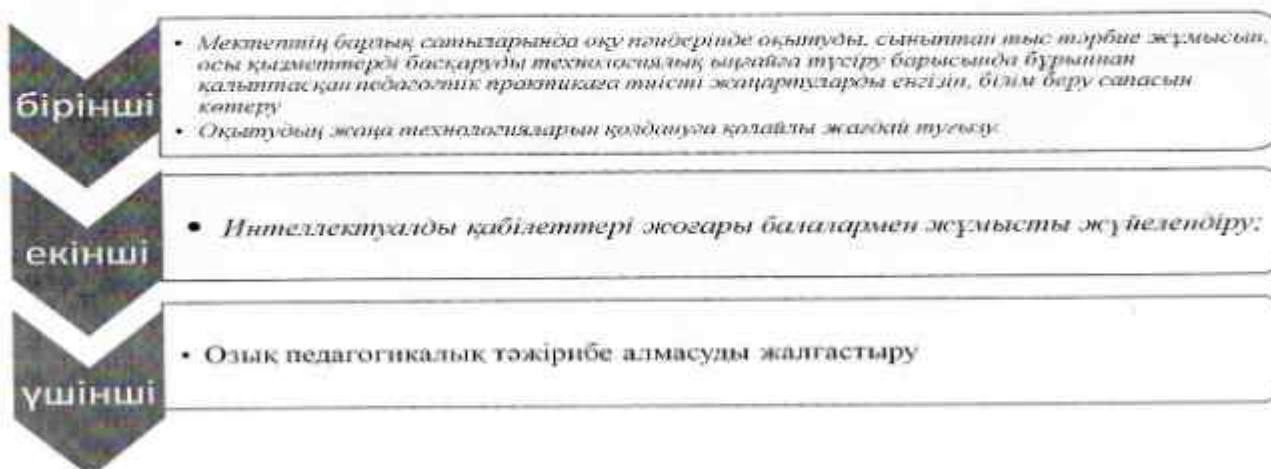 бірінші
• Мектептің барлық сатыларында оқу пәндерінде оқытуды, сыныптан тыс тәрбие жұмысын,
осы қызметтерді басқаруды технологиялық ыңғайға түсіру барысында бұрыннан
қалыптасқан педагогтік практикаға тиісті жаңартуларды енгізіп, білім беру сапасын
көтеру
• Оқытудың жаңа технологияларын қолдануға қолайлы жағдай туғызу.
екінші
• Интеллектуалды қабілеттері жоғары балалармен жұмысты жүйелендіру;
үшінші
• Озық педагогикалық тәжірибе алмасуды жалғастыру